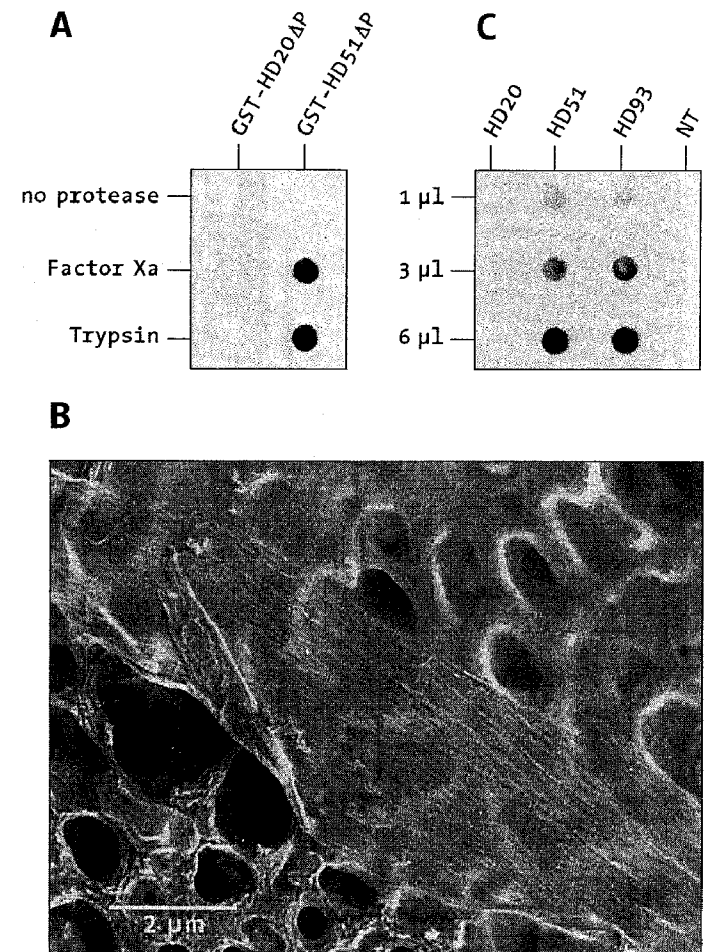 A
GST-HD20ΔP
GST-HD51ΔP
no protease
Factor Xa
Trypsin
C
HD20
HD51
HD93
NT
1 µl
3 µl
6 µl
B
2 µm